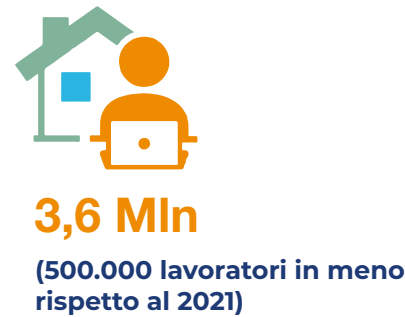 3,6 Mln
(500.000 lavoratori in meno
rispetto al 2021)